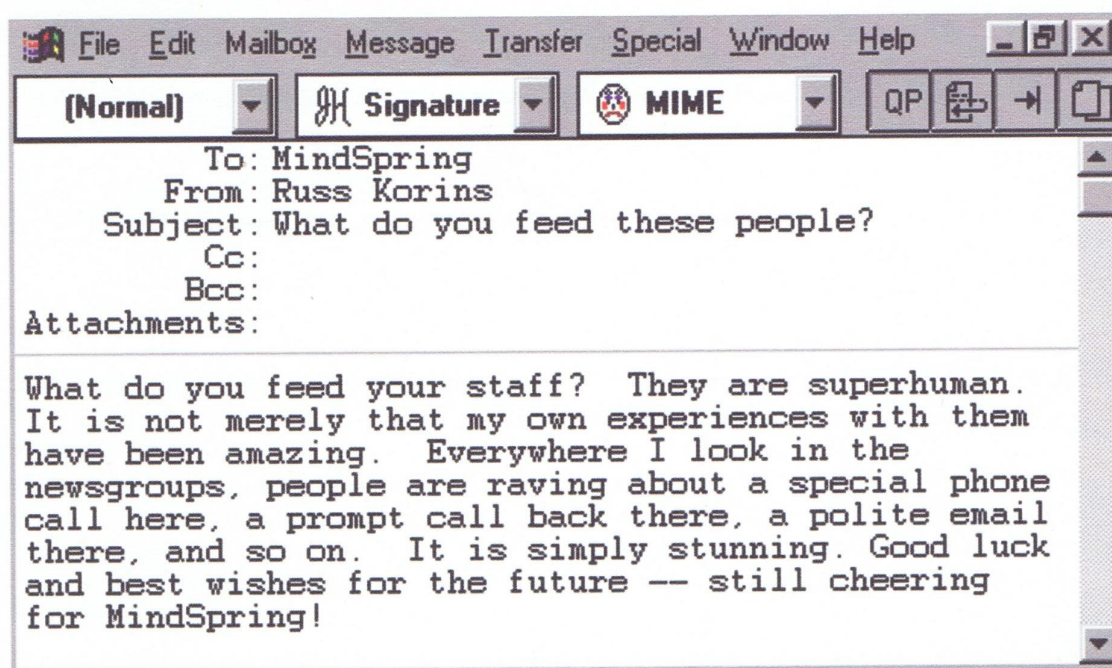 File Edit Mailbox Message Transfer Special Window Help
(Normal) JH Signature MIME QP
To: MindSpring
From: Russ Korins
Subject: What do you feed these people?
Cc:
Bcc:
Attachments:
What do you feed your staff?  They are superhuman.
It is not merely that my own experiences with them
have been amazing.  Everywhere I look in the
newsgroups, people are raving about a special phone
call here, a prompt call back there, a polite email
there, and so on.  It is simply stunning. Good luck
and best wishes for the future -- still cheering
for MindSpring!